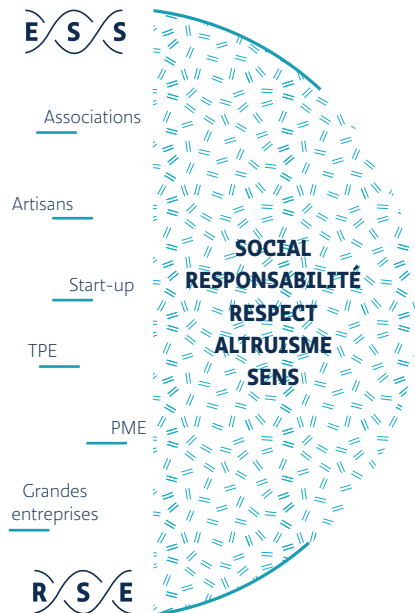 E S S
Associations
Artisans
Start-up
TPE
PME
Grandes
entreprises
R S E
SOCIAL
RESPONSABILITÉ
RESPECT
ALTRUISME
SENS